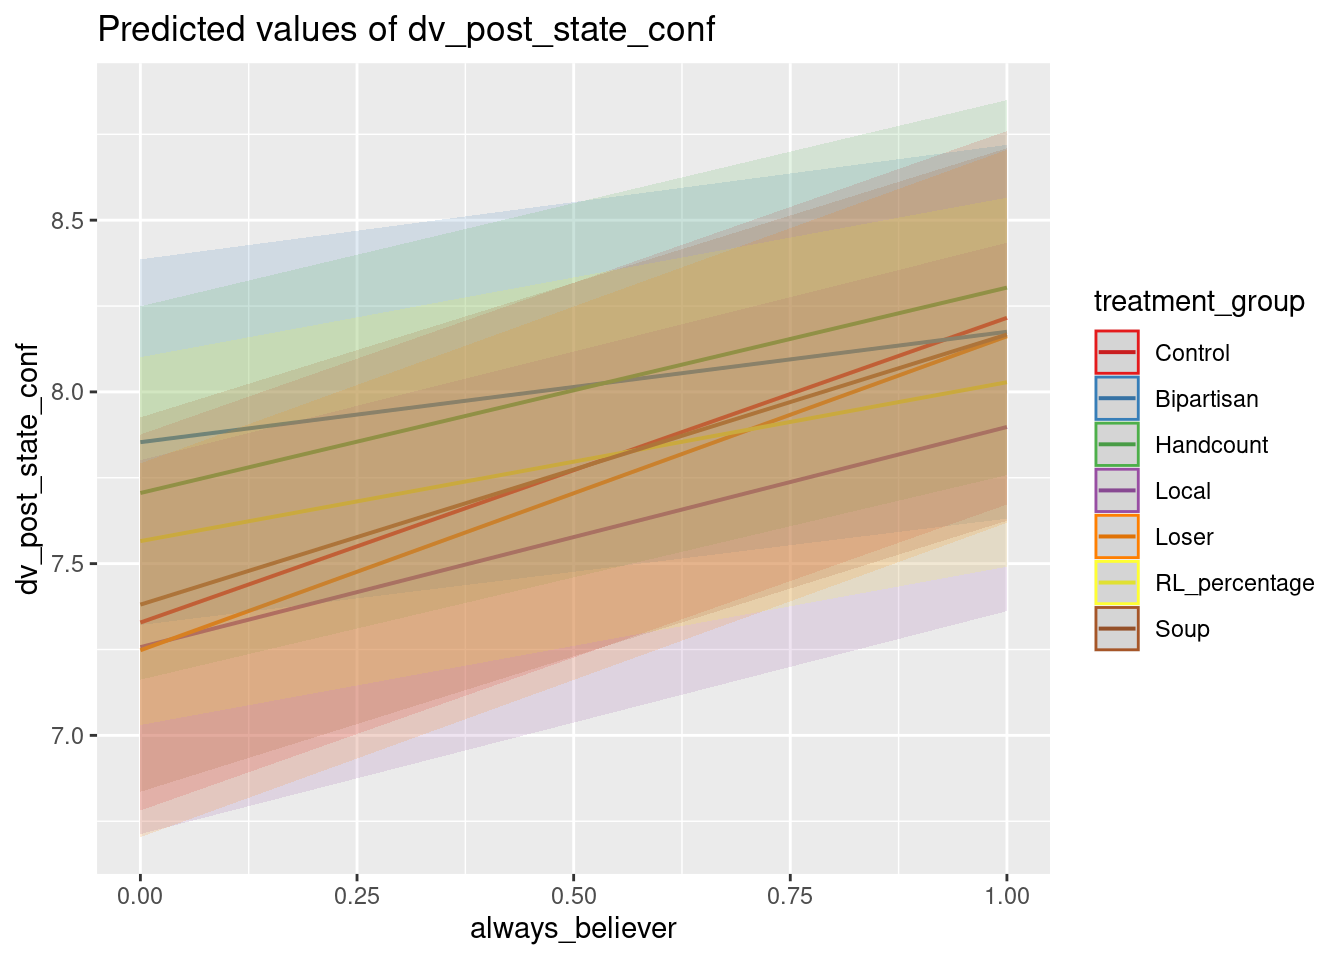 Predicted values of dv_post_state_conf
dv_post_state_conf
8.5
8.0
7.5
7.0
0.00 0.25 0.50 0.75 1.00
always_believer
treatment_group
Control
Bipartisan
Handcount
Local
Loser
RL_percentage
Soup